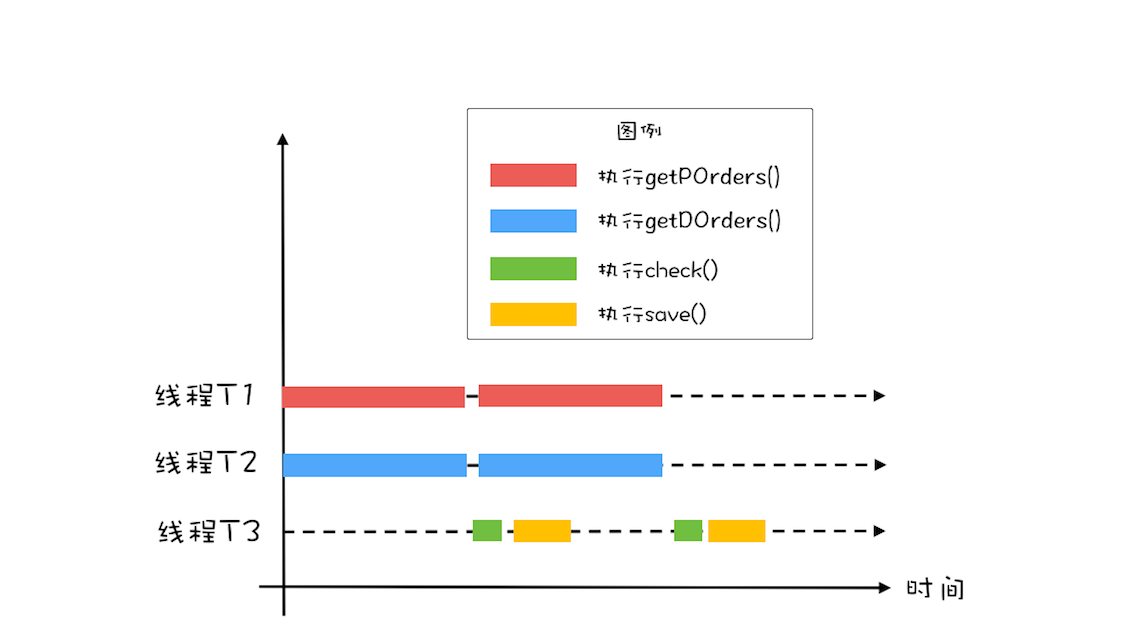 图例
执行getPOrders()
执行getDOrders()
执行check()
执行save()
线程T1
线程T2
线程T3
时间